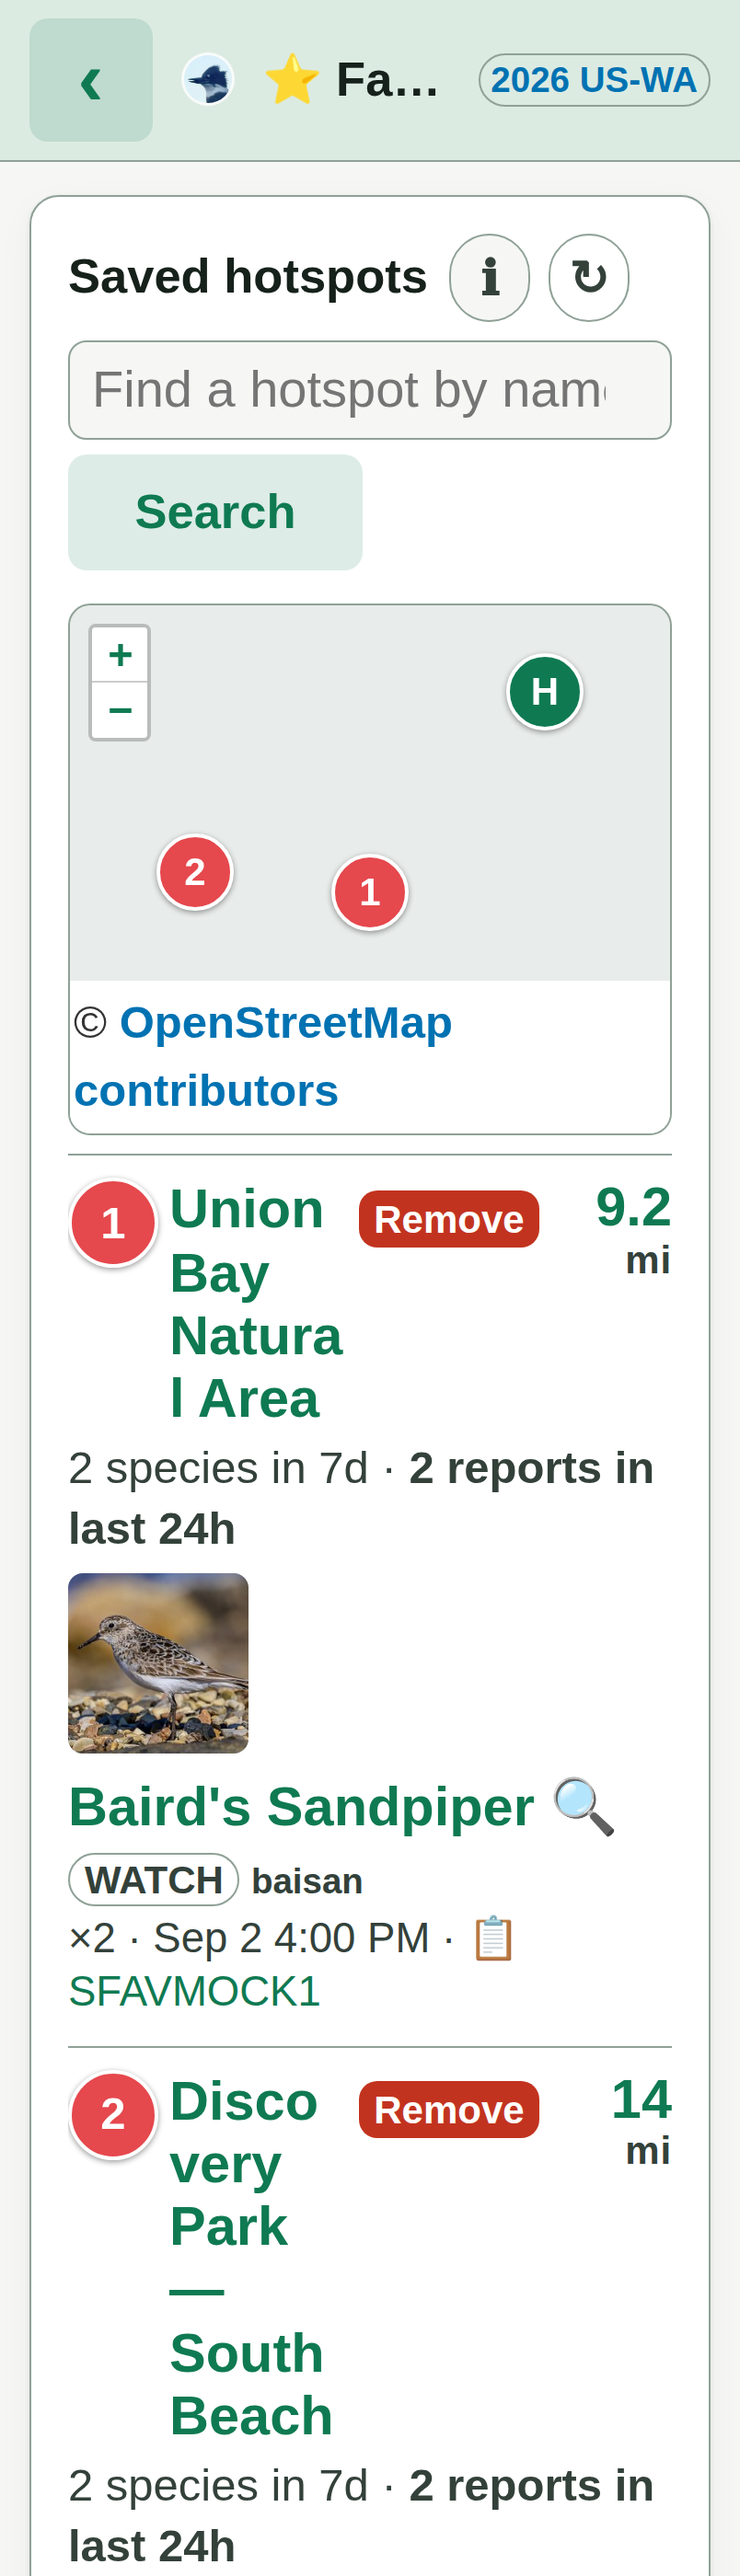 ‹ ⭐ Fa… 2026 US-WA
Saved hotspots ℹ ↻
Find a hotspot by nam
Search
+
−
H
2
1
© OpenStreetMap
contributors
1 Union Remove 9.2
Bay mi
Natura
l Area
2 species in 7d · 2 reports in
last 24h
Baird's Sandpiper 🔍
WATCH baisan
×2 · Sep 2 4:00 PM · 📋
SFAVMOCK1
2 Disco Remove 14
very mi
Park
—
South
Beach
2 species in 7d · 2 reports in
last 24h